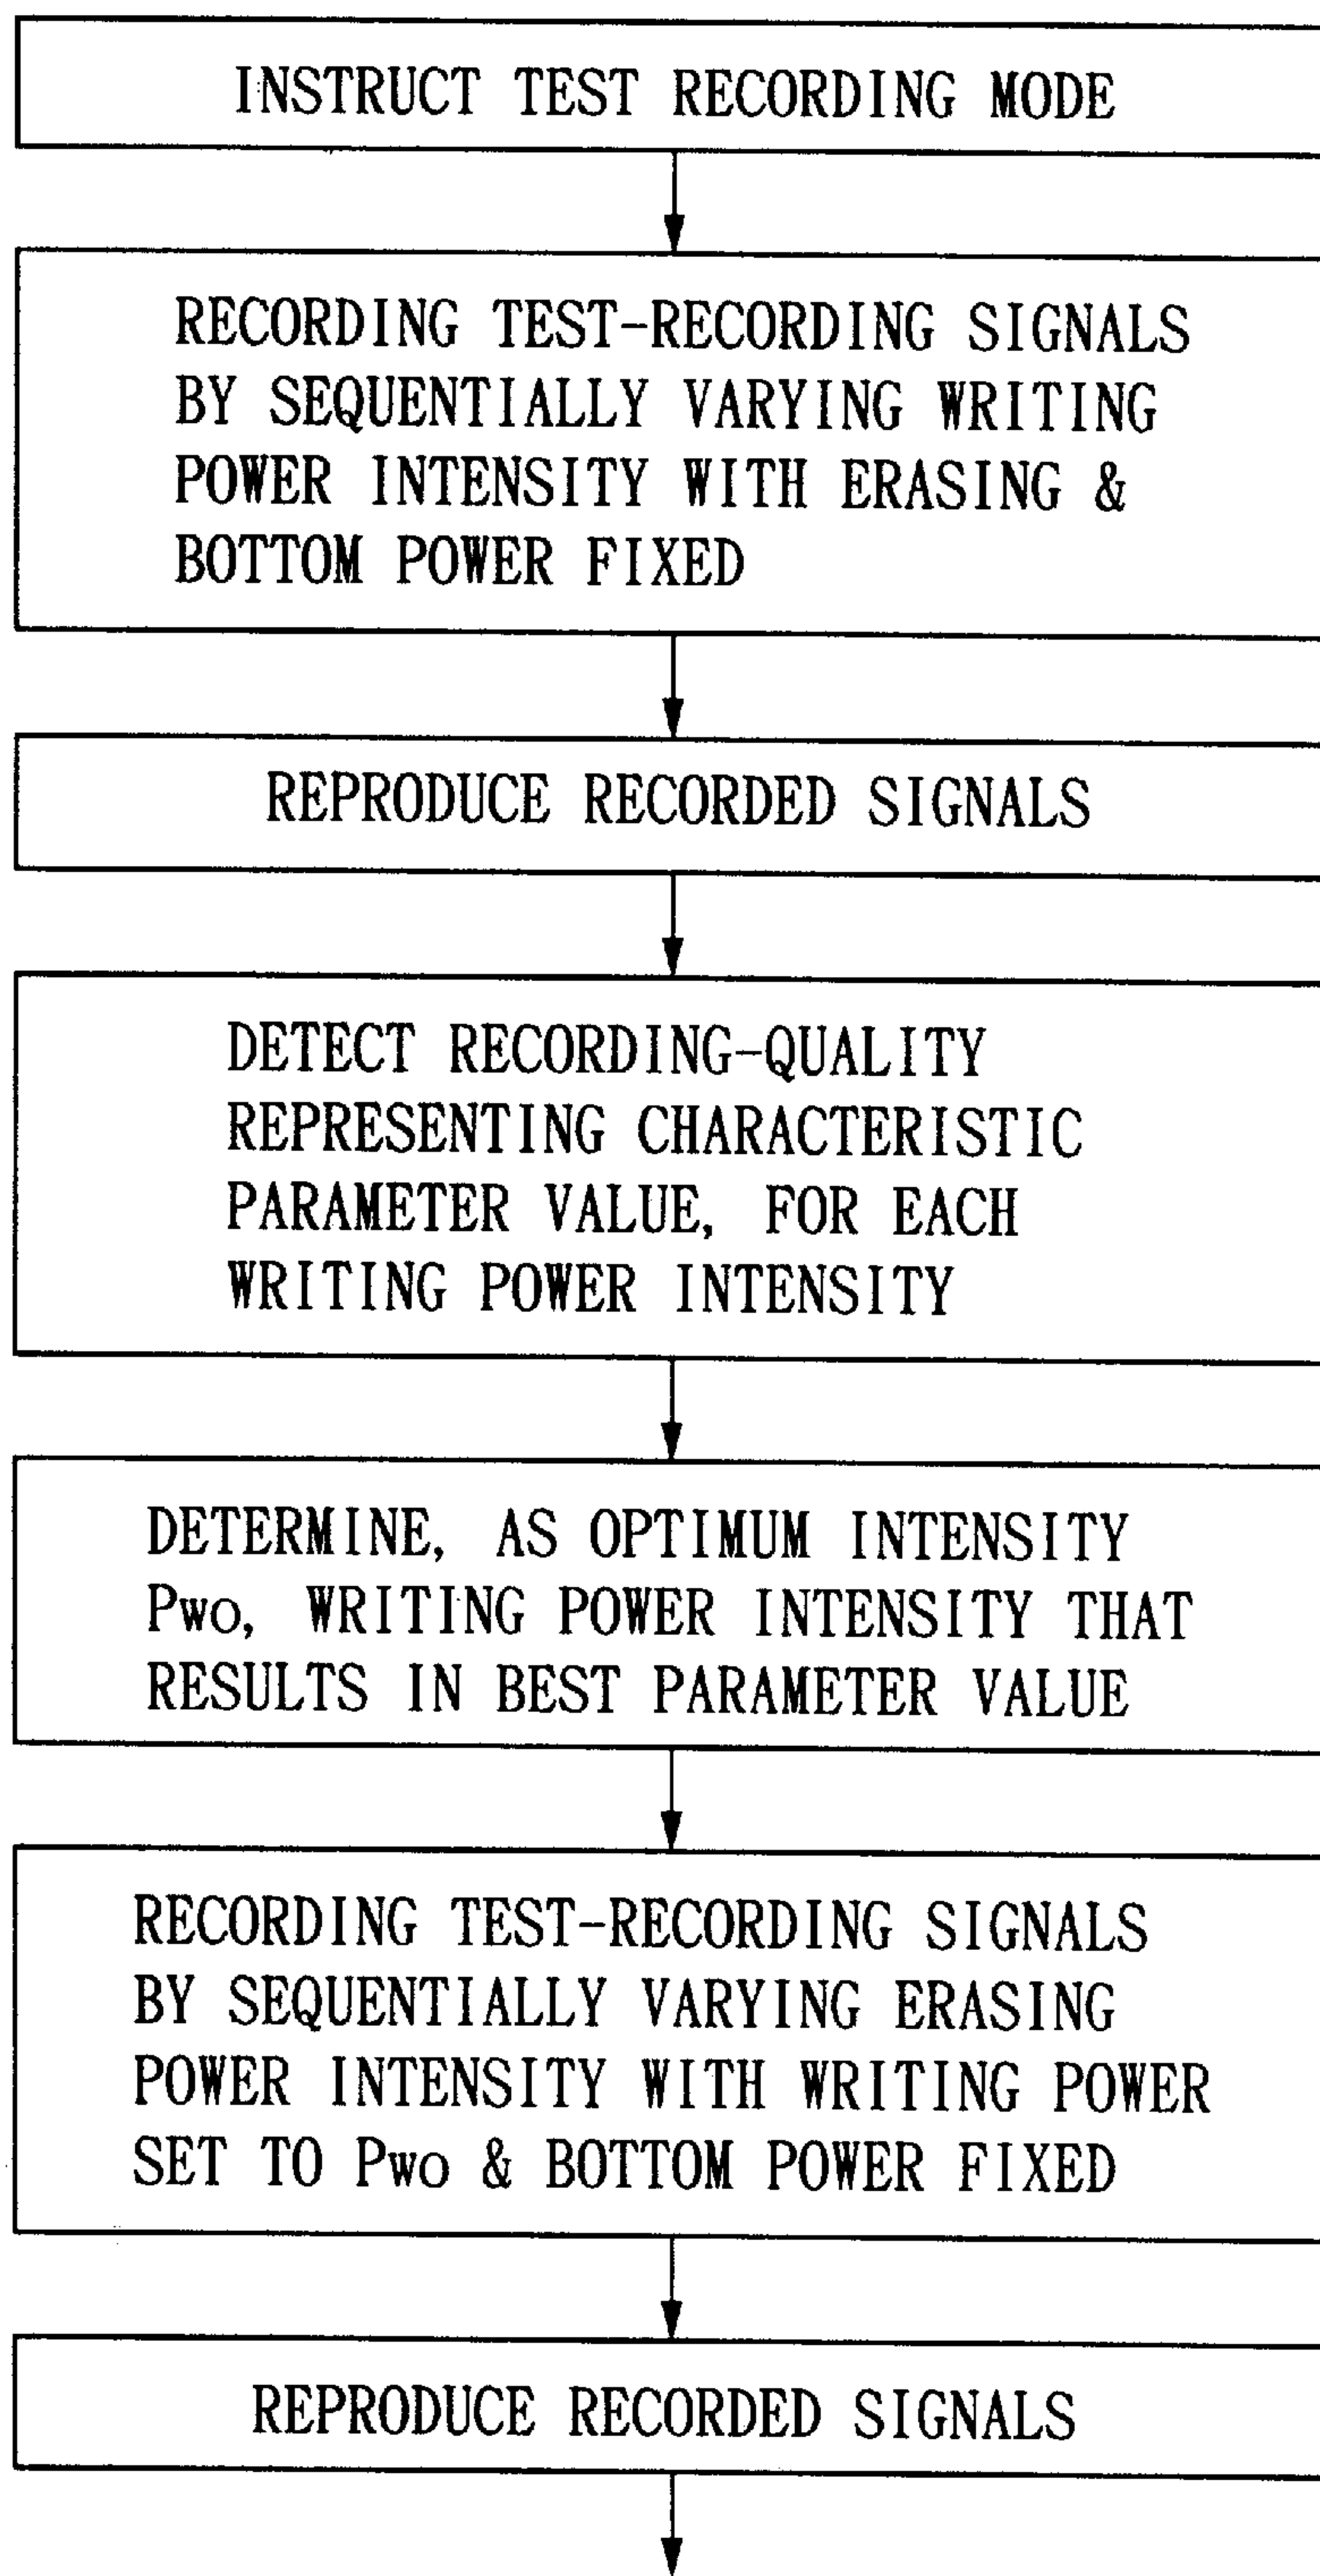 INSTRUCT TEST RECORDING MODE
RECORDING TEST-RECORDING SIGNALS
BY SEQUENTIALLY VARYING WRITING
POWER INTENSITY WITH ERASING &
BOTTOM POWER FIXED
REPRODUCE RECORDED SIGNALS
DETECT RECORDING-QUALITY
REPRESENTING CHARACTERISTIC
PARAMETER VALUE, FOR EACH
WRITING POWER INTENSITY
DETERMINE, AS OPTIMUM INTENSITY
PWO, WRITING POWER INTENSITY THAT
RESULTS IN BEST PARAMETER VALUE
RECORDING TEST-RECORDING SIGNALS
BY SEQUENTIALLY VARYING ERASING
POWER INTENSITY WITH WRITING POWER
SET TO PWO & BOTTOM POWER FIXED
REPRODUCE RECORDED SIGNALS